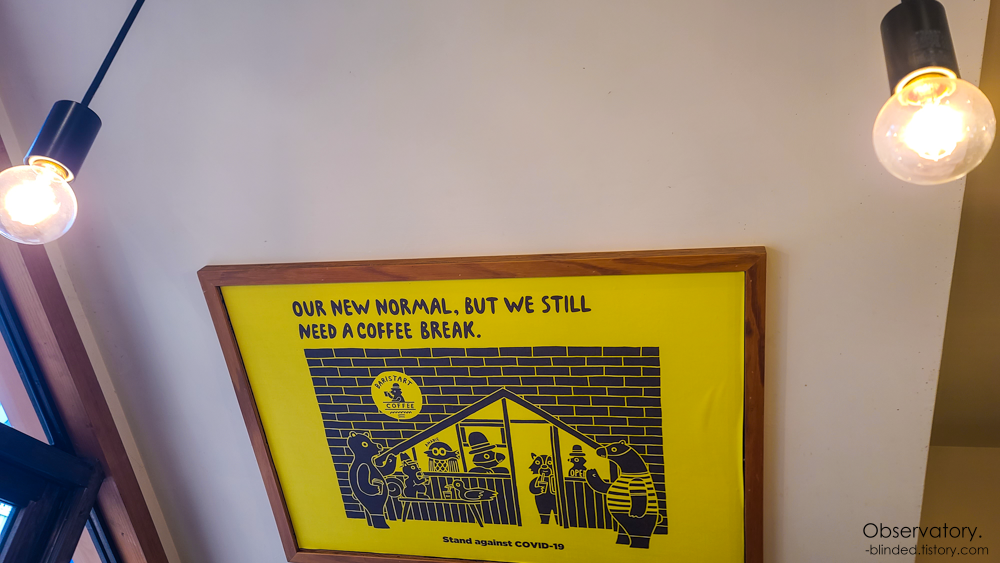 OUR NEW NORMAL, BUT WE STILL
NEED A COFFEE BREAK.
BARISTART
COFFEE
OPEN
Stand against COVID-19
Observatory.
-blinded.tistory.com